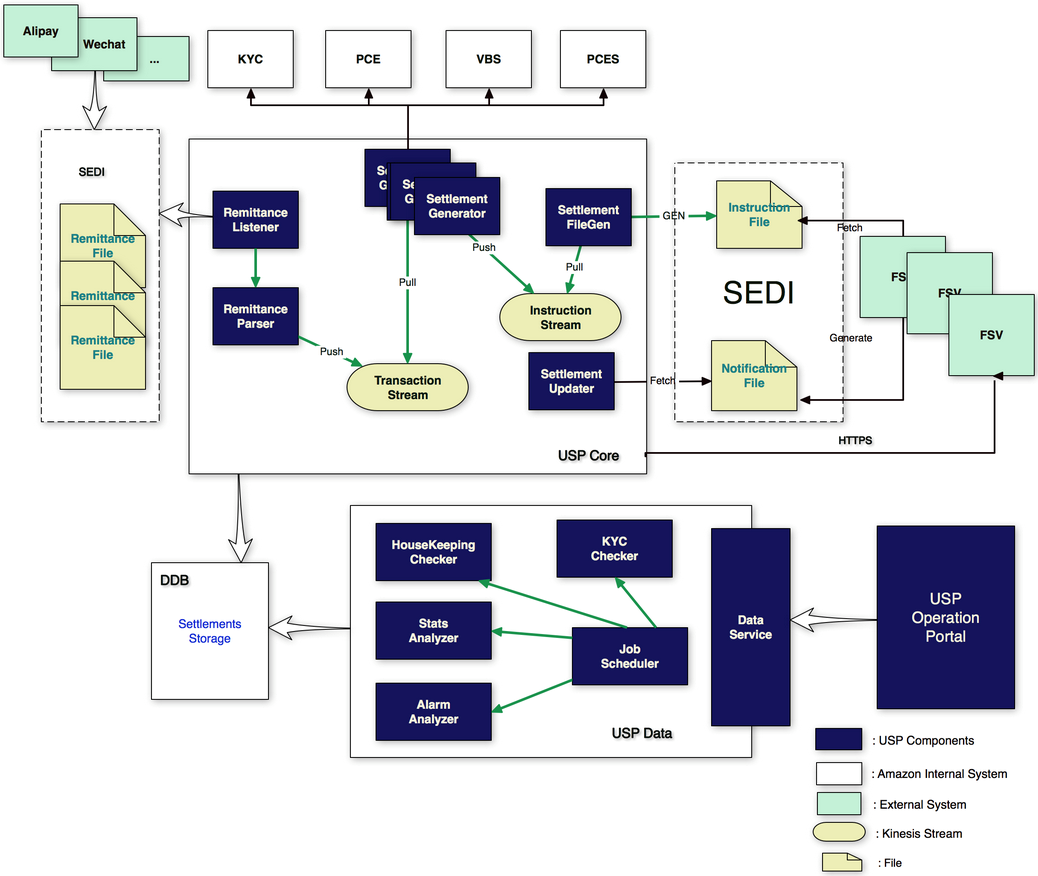 Alipay
Wechat
...
KYC
PCE
VBS
PCES
SEDI
Remittance
File
Remittance
Remittance
File
Remittance
Listener
Remittance
Parser
Push
Se
G
Se
G
Settlement
Generator
Pull
Push
Transaction
Stream
Settlement
FileGen
Pull
Instruction
Stream
Settlement
Updater
USP Core
GEN
Fetch
Instruction
File
SEDI
Notification
File
Fetch
Generate
FS
FSV
FSV
HTTPS
DDB
Settlements
Storage
HouseKeeping
Checker
KYC
Checker
Stats
Analyzer
Job
Scheduler
Alarm
Analyzer
USP Data
Data
Service
USP
Operation
Portal
: USP Components
: Amazon Internal System
: External System
: Kinesis Stream
: File